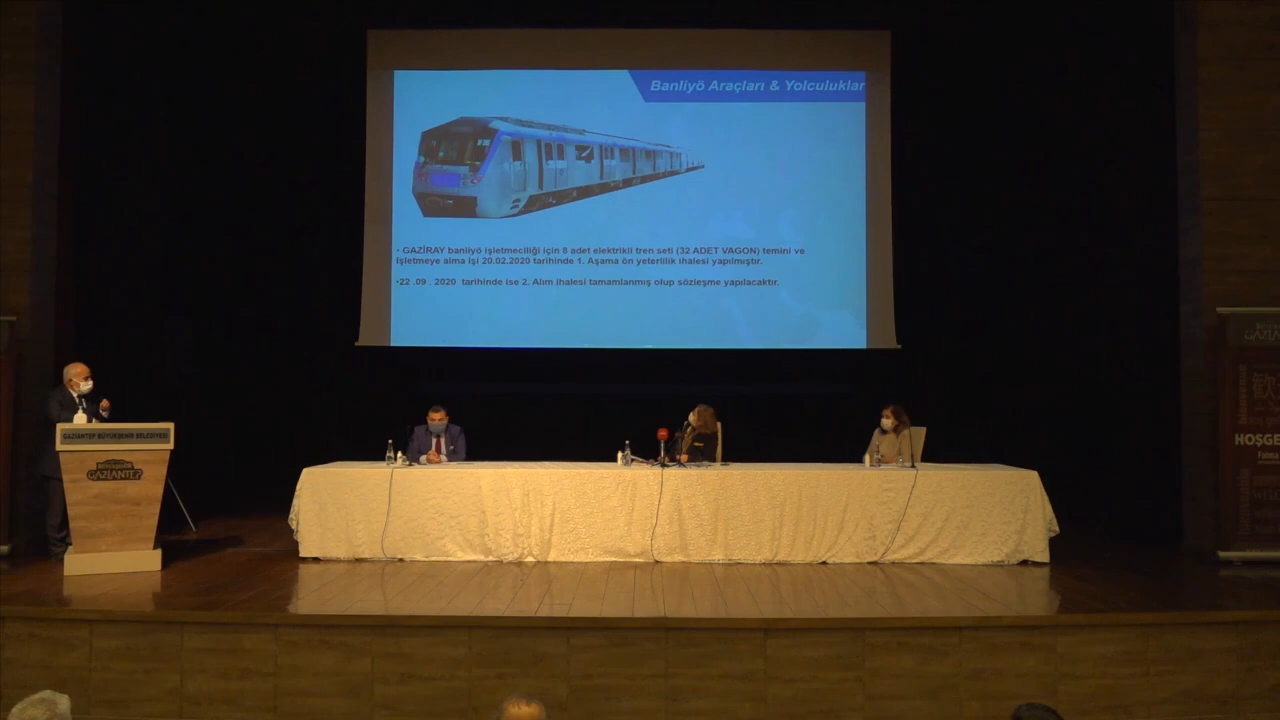 Banliyö Araçları & Yolculuklar
• GAZİRAY banliyö işletmeciliği için 8 adet elektrikli tren seti (32 ADET VAGON) temini ve
işletmeye alma işi 20.02.2020 tarihinde 1. Aşama ön yeterlilik ihalesi yapılmıştır.
•22 .09 . 2020 tarihinde ise 2. Alım ihalesi tamamlanmış olup sözleşme yapılacaktır.
GAZİANTEP BÜYÜKŞEHİR BELEDİYESİ
GAZİANTEP
HOŞGE
Fatma